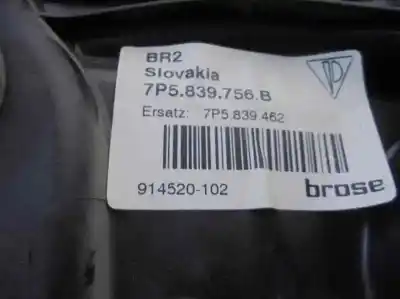 BR2
Slovakia
7P5.839.756.B
Ersatz: 7P5.839 462
914520-102
brose